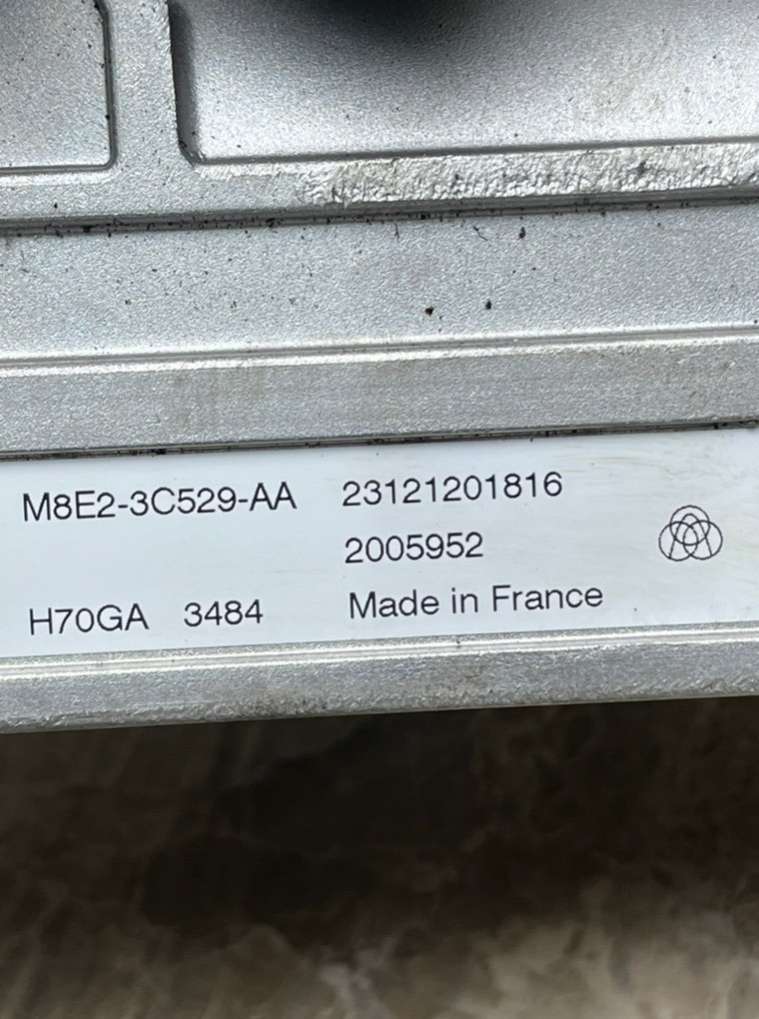 M8E2-3C529-AA 23121201816
2005952
H70GA 3484 Made in France